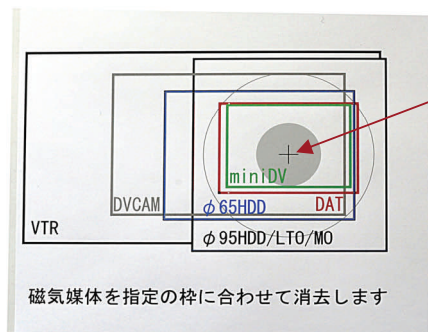 miniDV
DVCAM
φ65HDD
DAT
VTR
φ95HDD/LTO/MO
磁気媒体を指定の枠に合わせて消去します